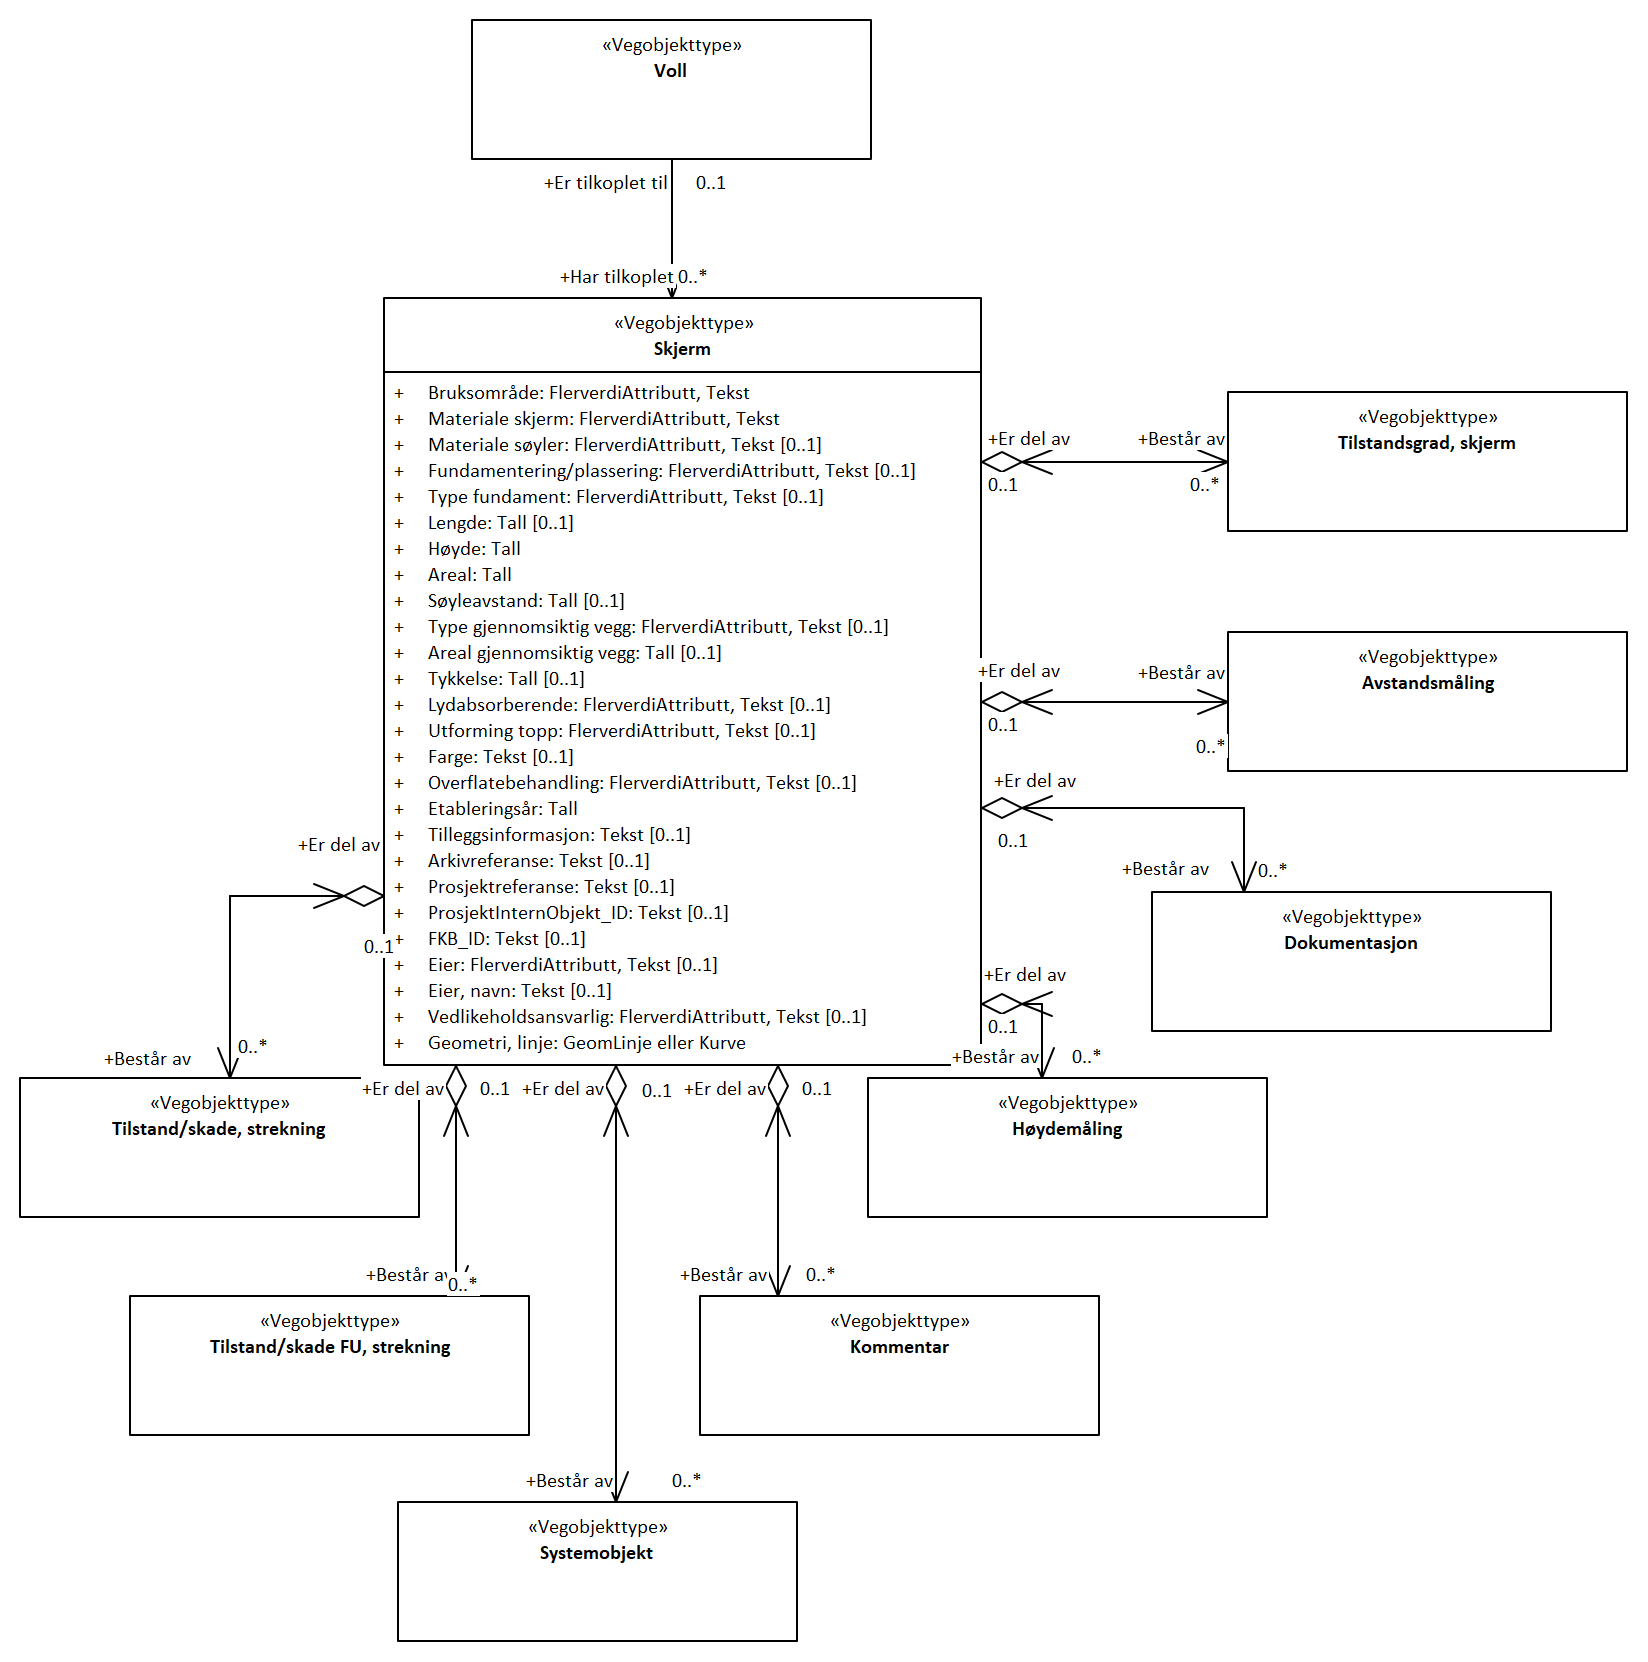 «Vegobjekttype»
Voll
+Er tilkoplet til 0..1
+Har tilkoplet 0..*
«Vegobjekttype»
Skjerm
+ Bruksområde: FlerverdiAttributt, Tekst
+ Materiale skjerm: FlerverdiAttributt, Tekst
+ Materiale søyler: FlerverdiAttributt, Tekst [0..1]
+ Fundamentering/plassering: FlerverdiAttributt, Tekst [0..1]
+ Type fundament: FlerverdiAttributt, Tekst [0..1]
+ Lengde: Tall [0..1]
+ Høyde: Tall
+ Areal: Tall
+ Søyleavstand: Tall [0..1]
+ Type gjennomsiktig vegg: FlerverdiAttributt, Tekst [0..1]
+ Areal gjennomsiktig vegg: Tall [0..1]
+ Tykkelse: Tall [0..1]
+ Lydabsorberende: FlerverdiAttributt, Tekst [0..1]
+ Utforming topp: FlerverdiAttributt, Tekst [0..1]
+ Farge: Tekst [0..1]
+ Overflatebehandling: FlerverdiAttributt, Tekst [0..1]
+ Etableringsår: Tall
+ Tilleggsinformasjon: Tekst [0..1]
+ Arkivreferanse: Tekst [0..1]
+ Prosjektreferanse: Tekst [0..1]
+ ProsjektInternObjekt_ID: Tekst [0..1]
+ FKB_ID: Tekst [0..1]
+ Eier: FlerverdiAttributt, Tekst [0..1]
+ Eier, navn: Tekst [0..1]
+ Vedlikeholdsansvarlig: FlerverdiAttributt, Tekst [0..1]
+ Geometri, linje: GeomLinje eller Kurve
+Er del av +Består av
0..1 0..*
«Vegobjekttype»
Tilstandsgrad, skjerm
+Er del av +Består av
0..1 0..*
«Vegobjekttype»
Avstandsmåling
+Er del av
0..1
+Består av 0..*
«Vegobjekttype»
Dokumentasjon
+Er del av
0..1
+Består av 0..*
«Vegobjekttype»
Høydemåling
+Er del av
0..1
+Består av 0..*
«Vegobjekttype»
Tilstand/skade, strekning
+Er del av 0..1
+Består av 0..*
«Vegobjekttype»
Tilstand/skade FU, strekning
+Er del av 0..1
+Består av 0..*
«Vegobjekttype»
Systemobjekt
+Er del av 0..1
+Består av 0..*
«Vegobjekttype»
Kommentar